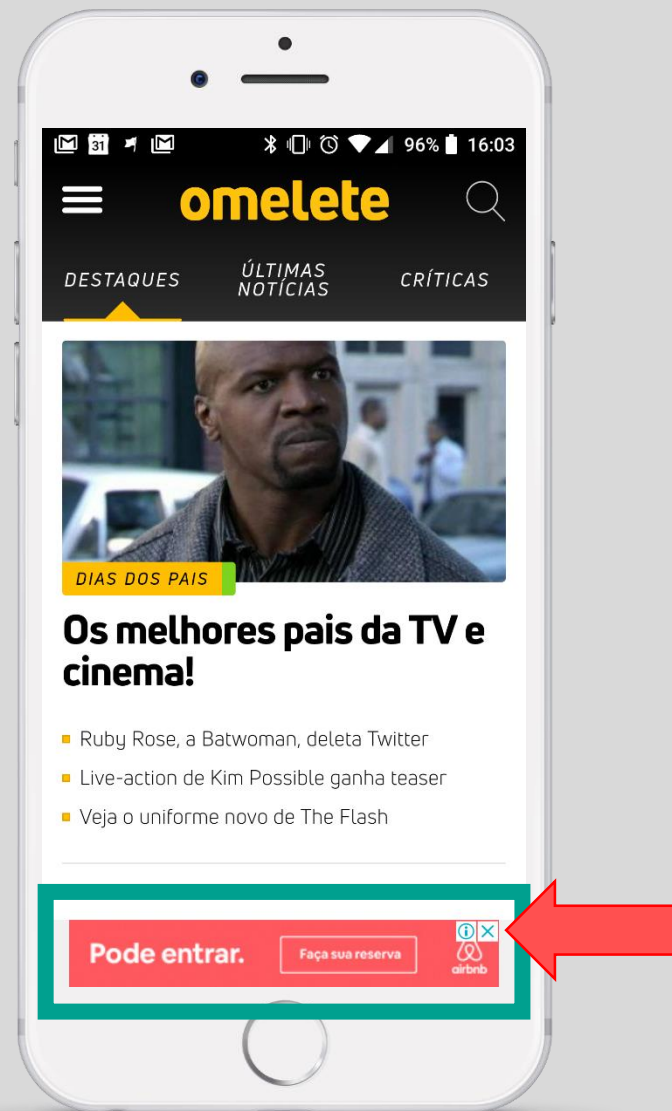 31
96% 16:03
omelete
DESTAQUES
ÚLTIMAS
NOTÍCIAS
CRÍTICAS
DIAS DOS PAIS
Os melhores pais da TV e
cinema!
Ruby Rose, a Batwoman, deleta Twitter
Live-action de Kim Possible ganha teaser
Veja o uniforme novo de The Flash
Pode entrar.
Faça sua reserva
airbnb